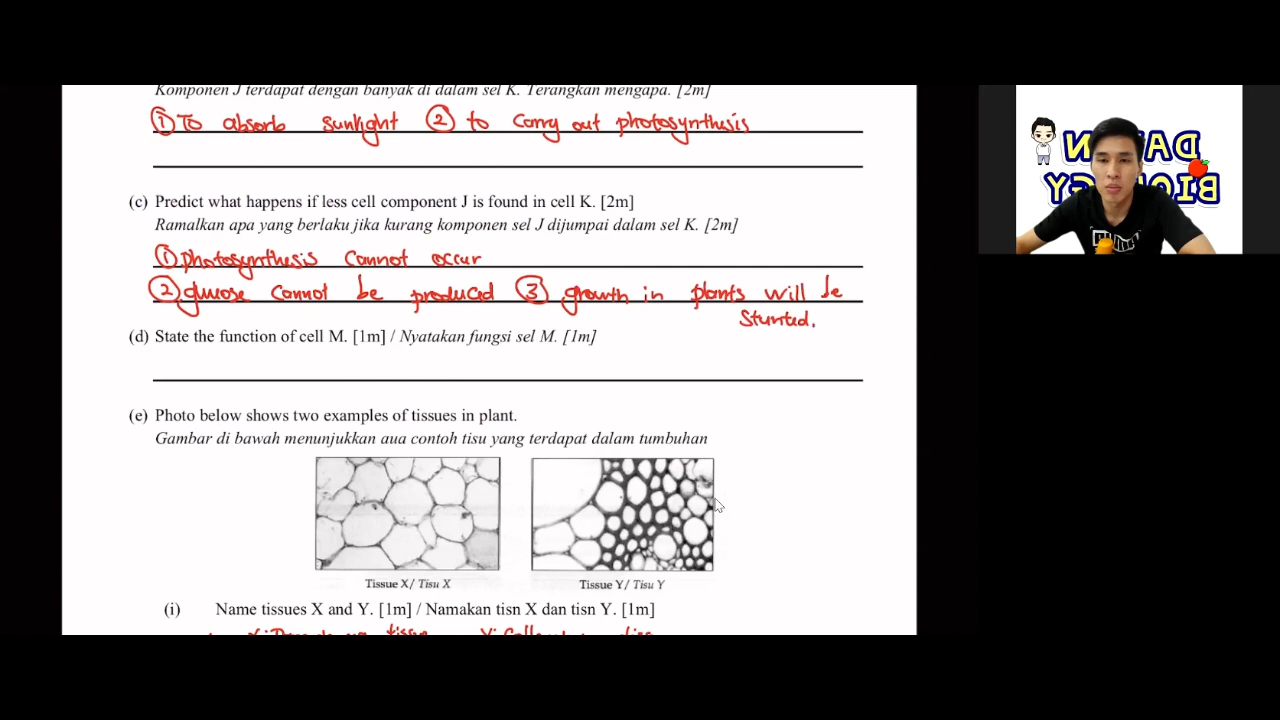 Komponen J terdapat dengan banyak di dalam sel K. Terangkan mengapa. [2m]
① To absorb sunlight ② to carry out photosynthesis
(c) Predict what happens if less cell component J is found in cell K. [2m]
Ramalkan apa yang berlaku jika kurang komponen sel J dijumpai dalam sel K. [2m]
① photosynthesis cannot occur
② glucose cannot be produced ③ growth in plants will be
stunted.
(d) State the function of cell M. [1m] / Nyatakan fungsi sel M. [1m]
(e) Photo below shows two examples of tissues in plant.
Gambar di bawah menunjukkan aua contoh tisu yang terdapat dalam tumbuhan
Tissue X/ Tisu X
Tissue Y/ Tisu Y
(i) Name tissues X and Y. [1m] / Namakan tisn X dan tisn Y. [1m]
BIOLOGY